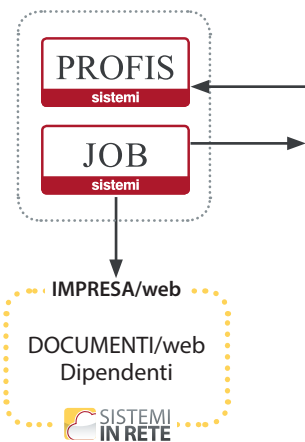 PROFIS
sistemi
JOB
sistemi
IMPRESA/web
DOCUMENTI/web
Dipendenti
SISTEMI
IN RETE